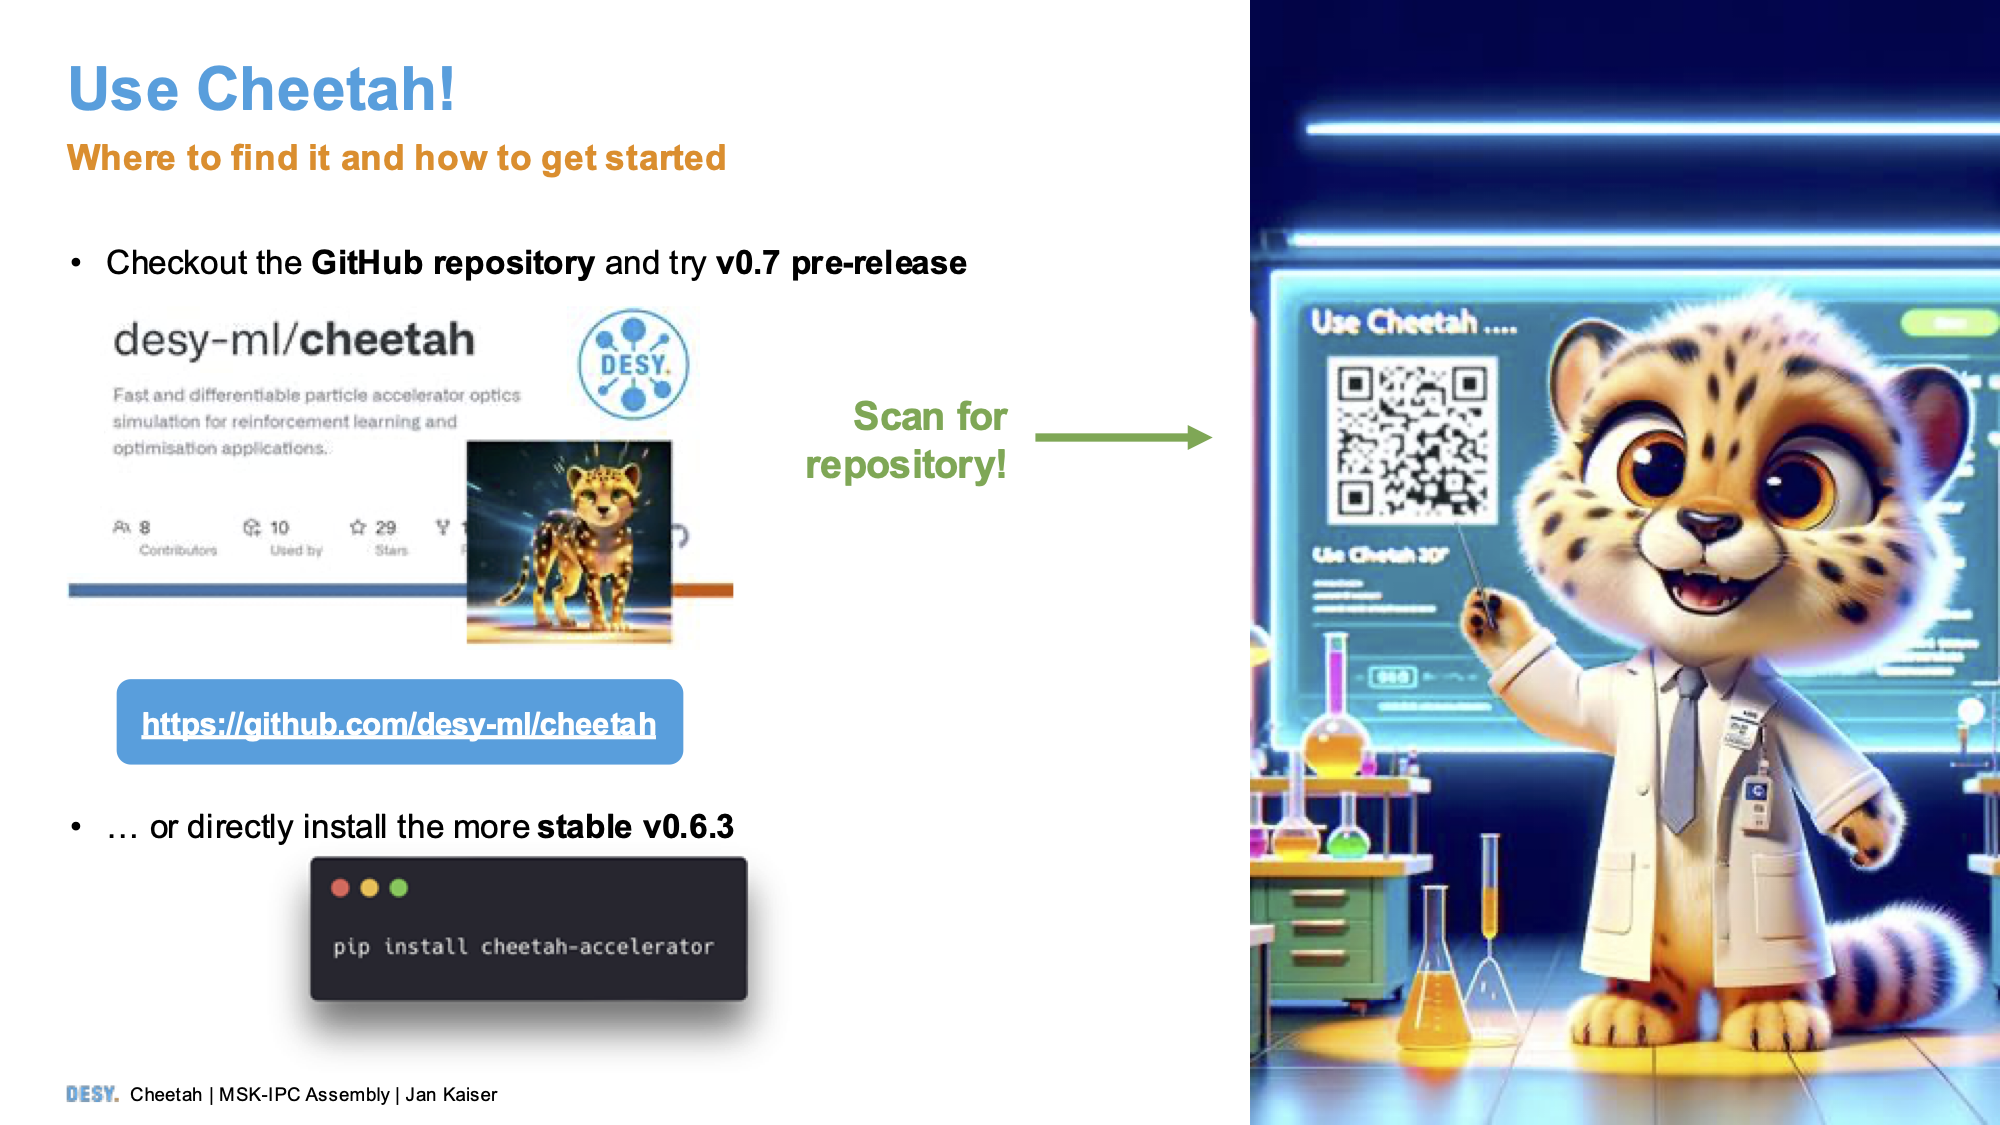 Use Cheetah!
Where to find it and how to get started
• Checkout the GitHub repository and try v0.7 pre-release
desy-ml/cheetah
DESY.
Fast and differentiable particle accelerator optics
simulation for reinforcement learning and
optimisation applications.
8
Contributors
10
Used by
29
Stars
Scan for
repository!
https://github.com/desy-ml/cheetah
• … or directly install the more stable v0.6.3
pip install cheetah-accelerator
DESY. Cheetah | MSK-IPC Assembly | Jan Kaiser
Use Cheetah ....